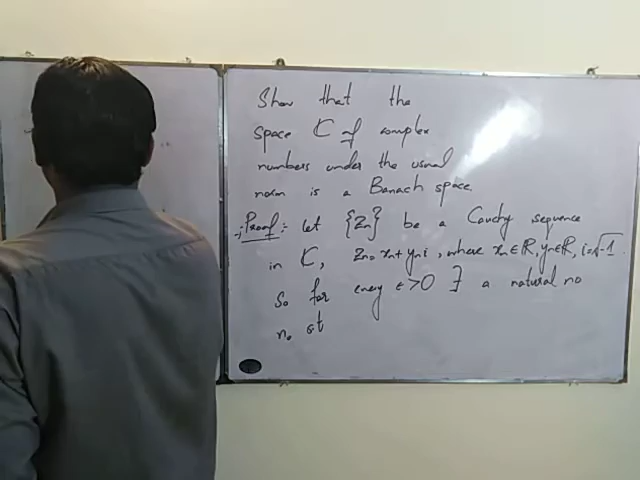 Show that the
space ℂ of complex
numbers under the usual
norm is a Banach space
Proof:- let {Zn} be a Cauchy sequence
in ℂ, Zn= xn+ yni, where xn∈ℝ, yn∈ℝ, i=√-1.
So for every ε>0 ∃ a natural no
n₀ st